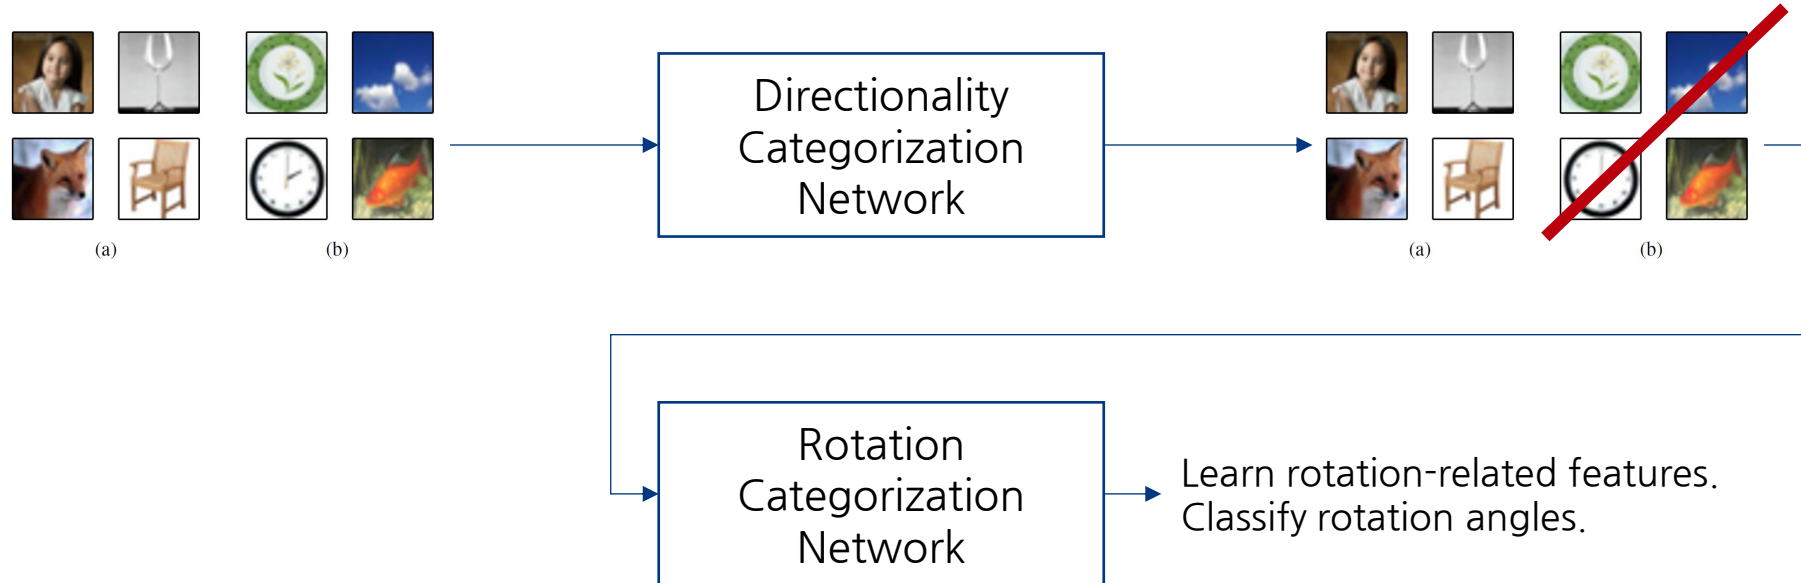 Directionality
Categorization
Network
(a)
(b)
(a)
(b)
Rotation
Categorization
Network
Learn rotation-related features.
Classify rotation angles.